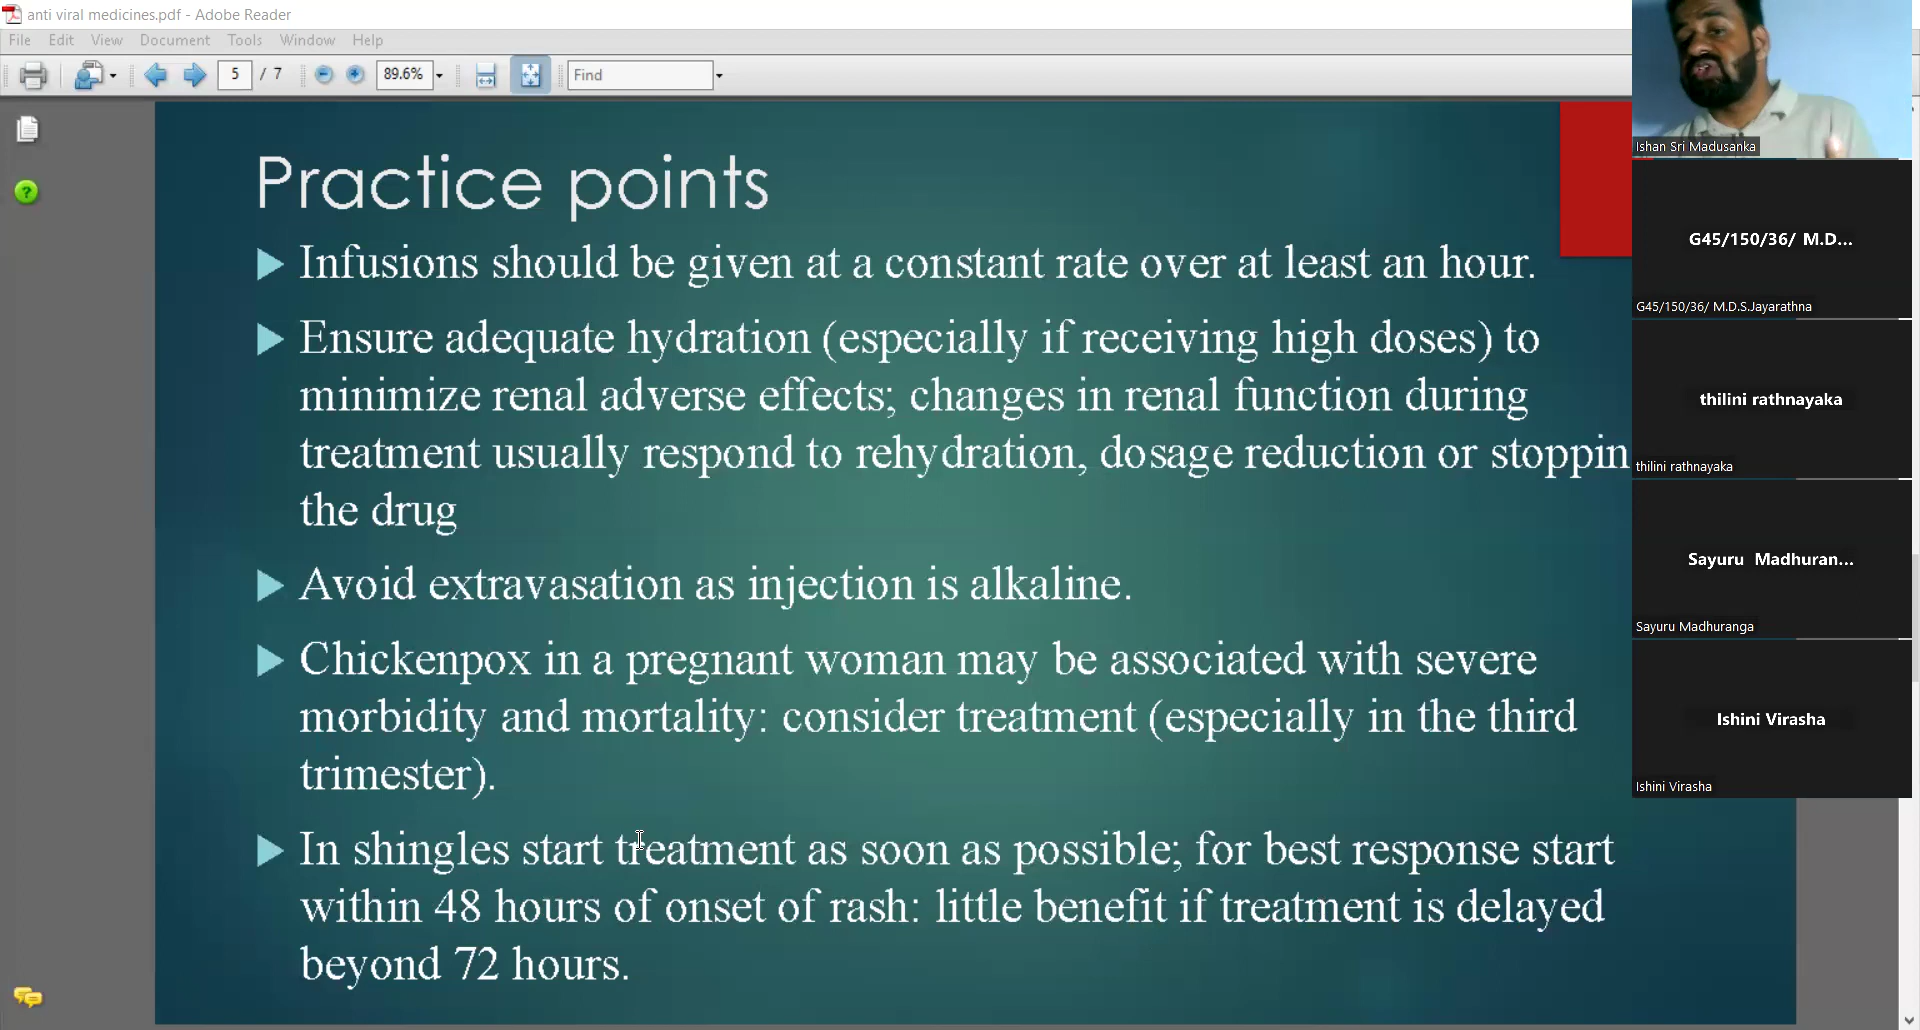 anti viral medicines.pdf - Adobe Reader
File Edit View Document Tools Window Help
5 / 7 89.6% Find
Practice points
Infusions should be given at a constant rate over at least an hour.
Ensure adequate hydration (especially if receiving high doses) to
minimize renal adverse effects; changes in renal function during
treatment usually respond to rehydration, dosage reduction or stoppin
the drug
Avoid extravasation as injection is alkaline.
Chickenpox in a pregnant woman may be associated with severe
morbidity and mortality: consider treatment (especially in the third
trimester).
In shingles start treatment as soon as possible; for best response start
within 48 hours of onset of rash: little benefit if treatment is delayed
beyond 72 hours.
Ishan Sri Madusanka
G45/150/36/ M.D...
G45/150/36/ M.D.S.Jayarathna
thilini rathnayaka
thilini rathnayaka
Sayuru Madhuran...
Sayuru Madhuranga
Ishini Virasha
Ishini Virasha